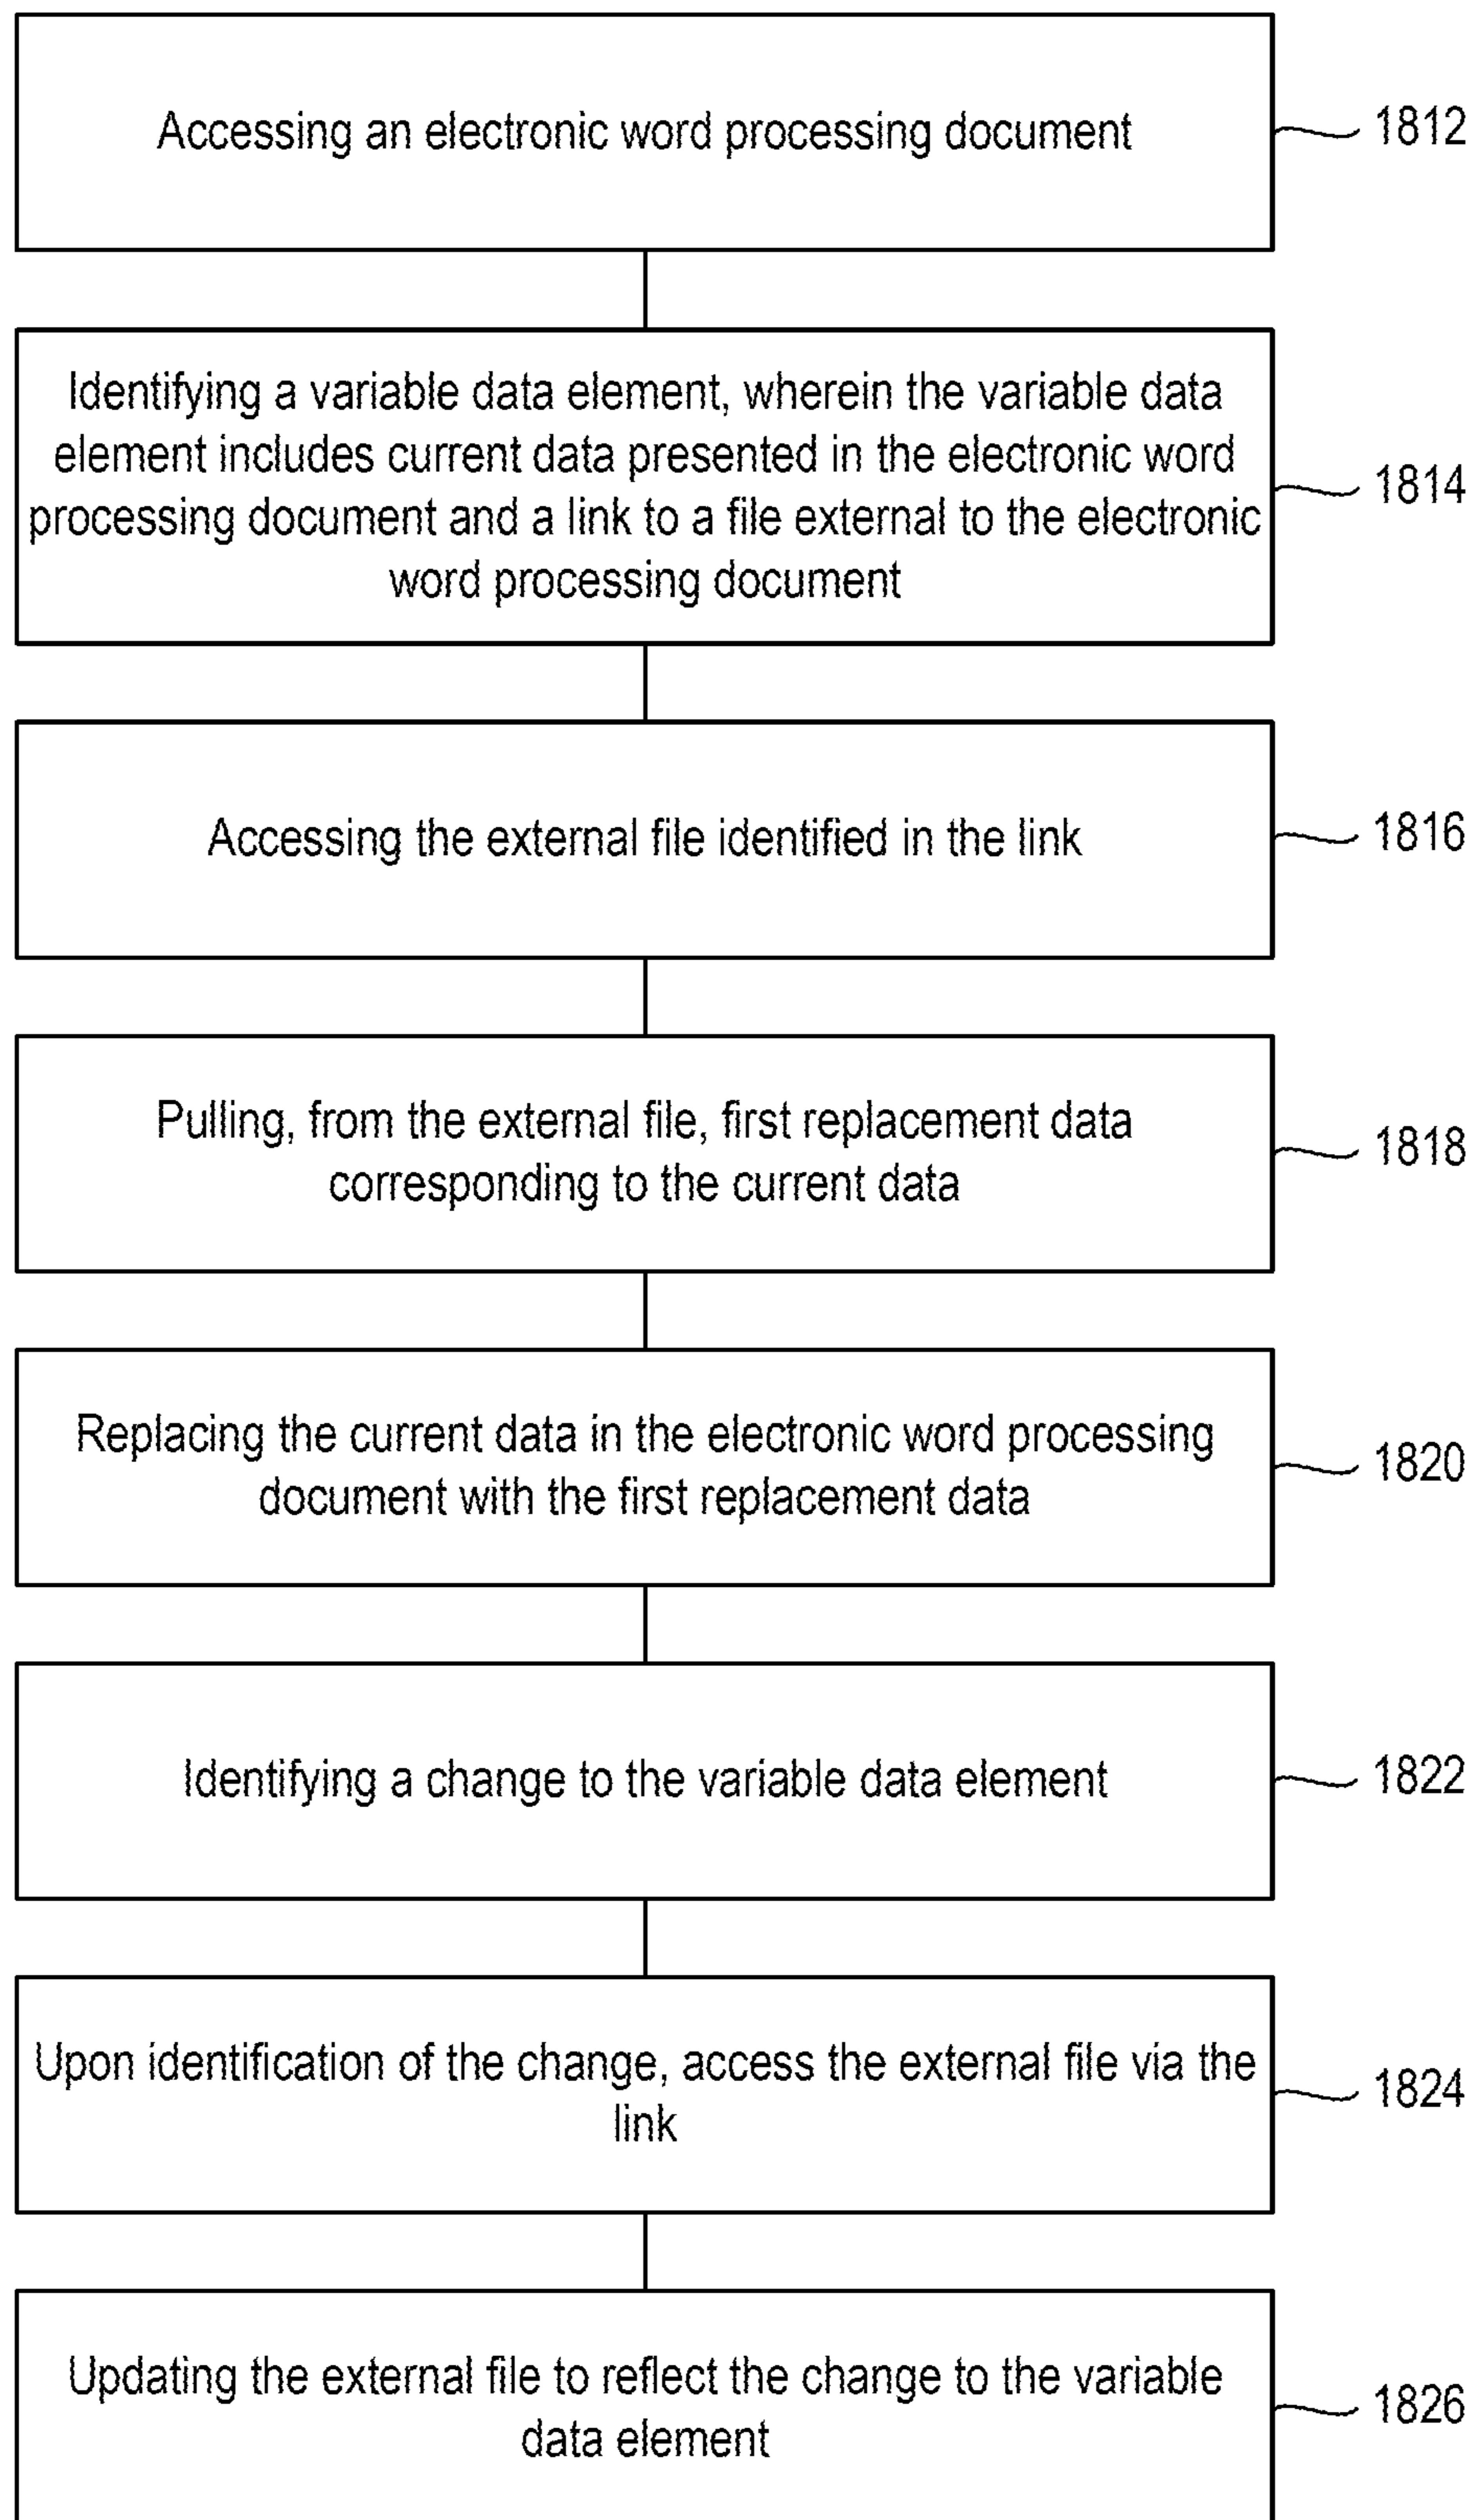 Accessing an electronic word processing document
1812
Identifying a variable data element, wherein the variable data
element includes current data presented in the electronic word
processing document and a link to a file external to the electronic
word processing document
1814
Accessing the external file identified in the link
1816
Pulling, from the external file, first replacement data
corresponding to the current data
1818
Replacing the current data in the electronic word processing
document with the first replacement data
1820
Identifying a change to the variable data element
1822
Upon identification of the change, access the external file via the
link
1824
Updating the external file to reflect the change to the variable
data element
1826